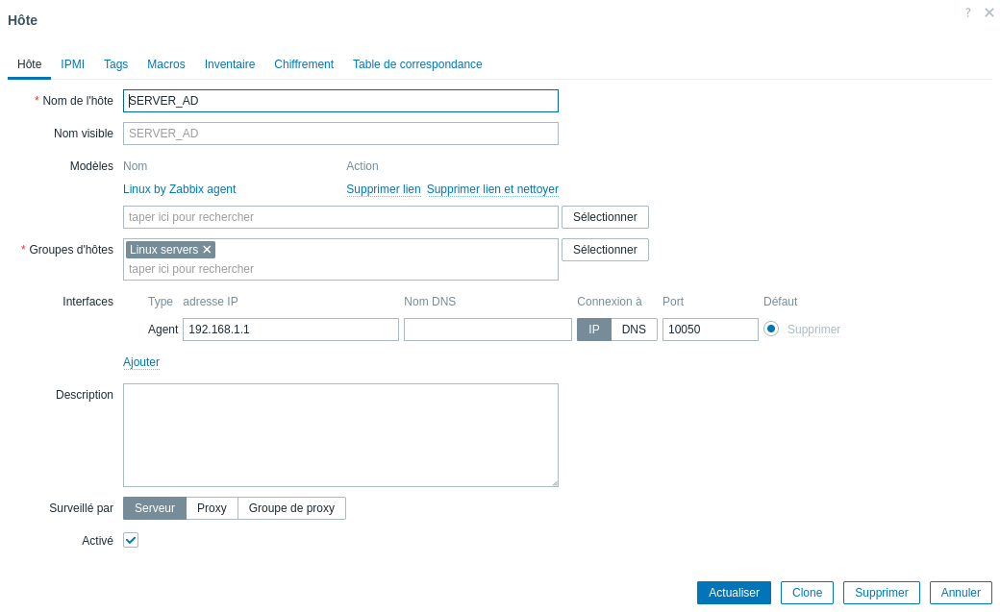 Hôte
?
Hôte IPMI Tags Macros Inventaire Chiffrement Table de correspondance
* Nom de l'hôte SERVER_AD
Nom visible SERVER_AD
Modèles Nom Action
Linux by Zabbix agent Supprimer lien Supprimer lien et nettoyer
taper ici pour rechercher Sélectionner
* Groupes d'hôtes Linux servers Sélectionner
taper ici pour rechercher
Interfaces Type adresse IP Nom DNS Connexion à Port Défaut
Agent 192.168.1.1 IP DNS 10050 Supprimer
Ajouter
Description
Surveillé par Serveur Proxy Groupe de proxy
Activé
Actualiser Clone Supprimer Annuler